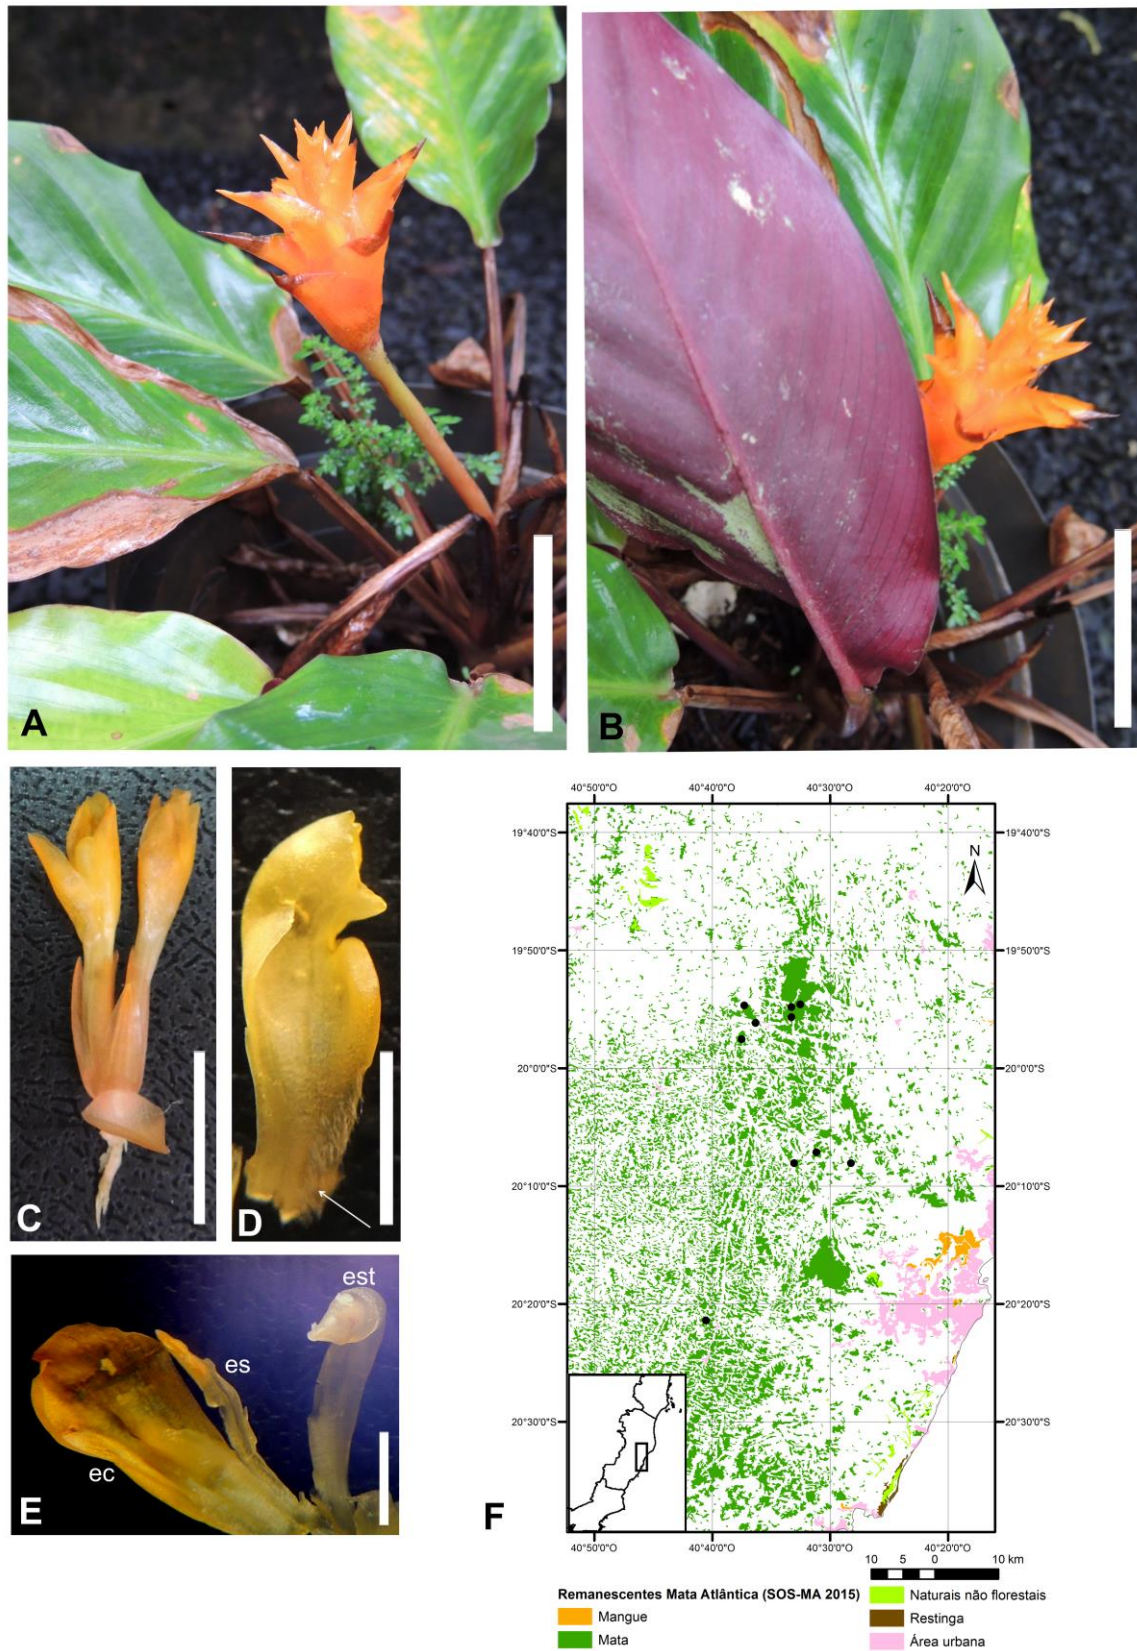 A
B
C
D
est
es
ec
E
F
40°50'0"O 40°40'0"O 40°30'0"O 40°20'0"O
19°40'0"S 19°40'0"S
N
19°50'0"S 19°50'0"S
20°0'0"S 20°0'0"S
20°10'0"S 20°10'0"S
20°20'0"S 20°20'0"S
20°30'0"S 20°30'0"S
40°50'0"O 40°40'0"O 40°30'0"O 40°20'0"O
10 5 0 10 km
Remanescentes Mata Atlântica (SOS-MA 2015)
Mangue
Mata
Naturais não florestais
Restinga
Área urbana